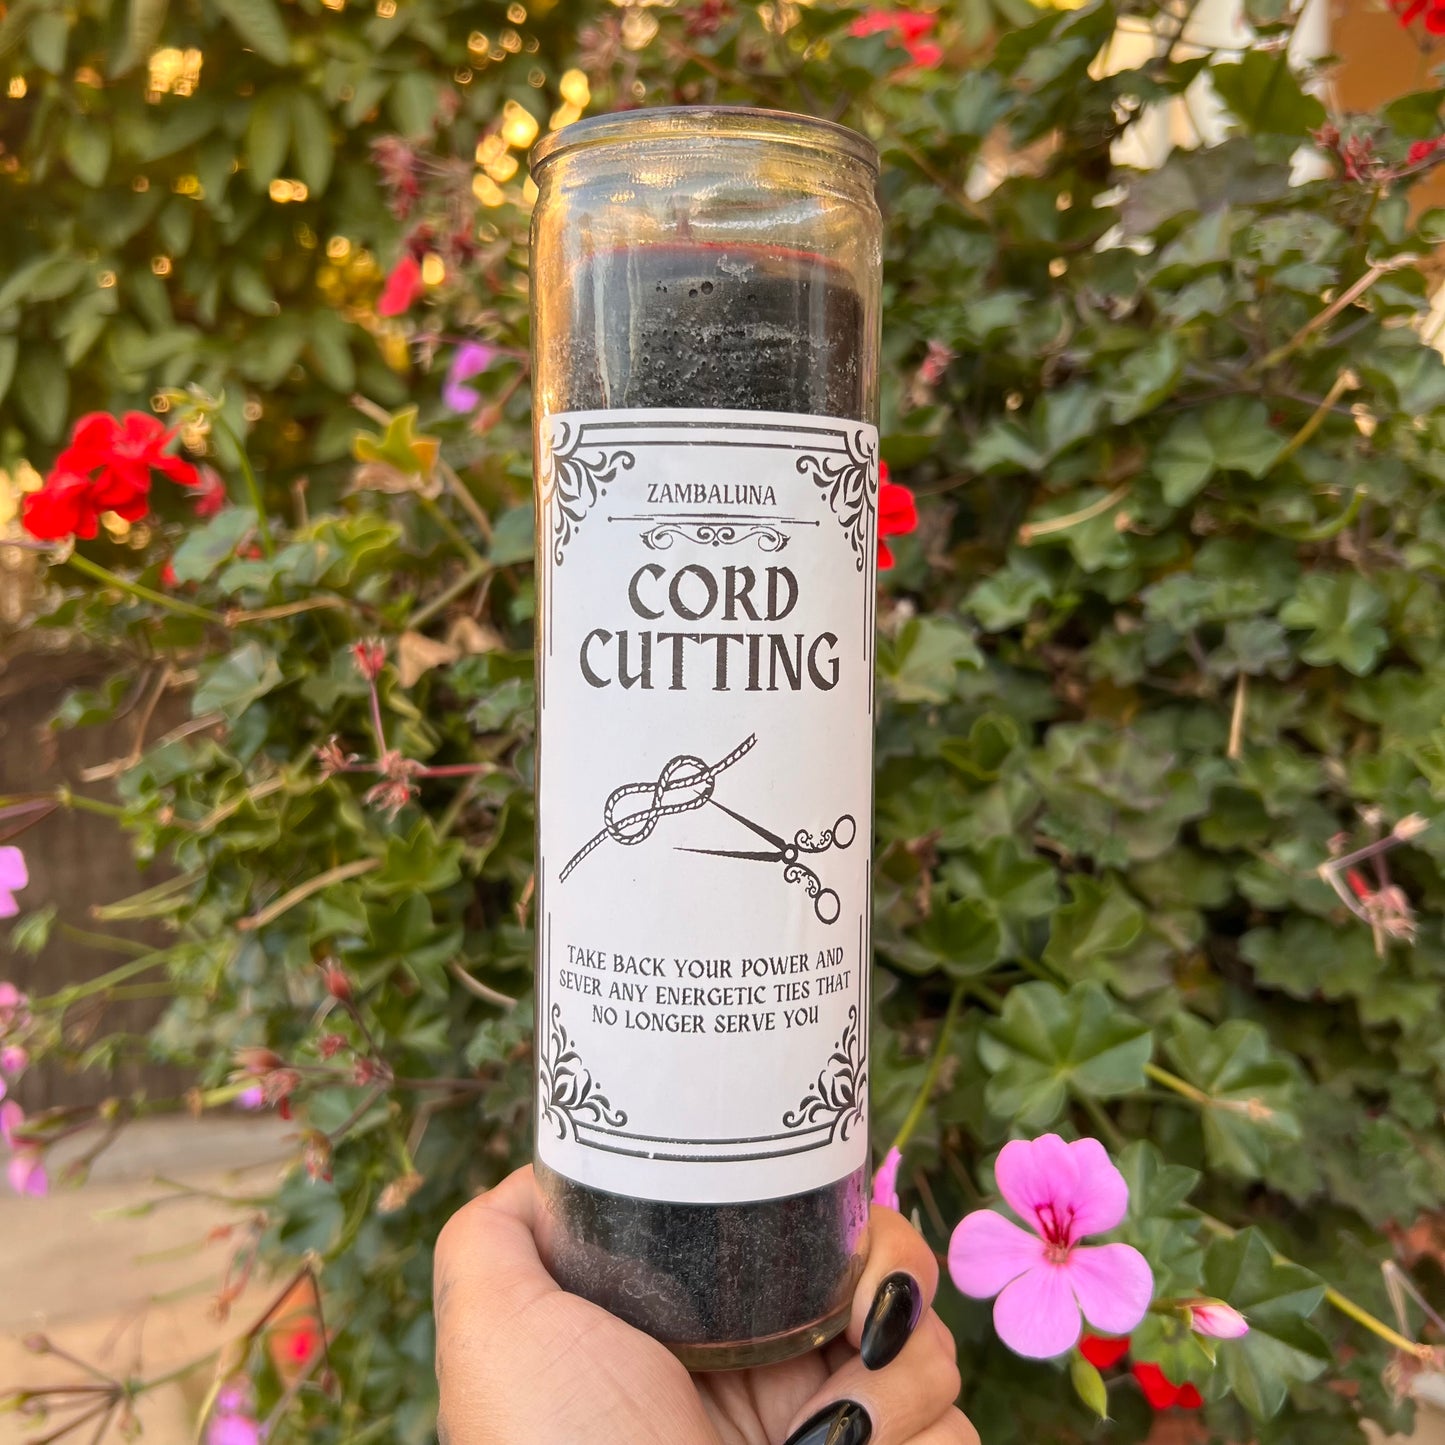 ZAMBALUNA
CORD
CUTTING
TAKE BACK YOUR POWER AND
SEVER ANY ENERGETIC TIES THAT
NO LONGER SERVE YOU